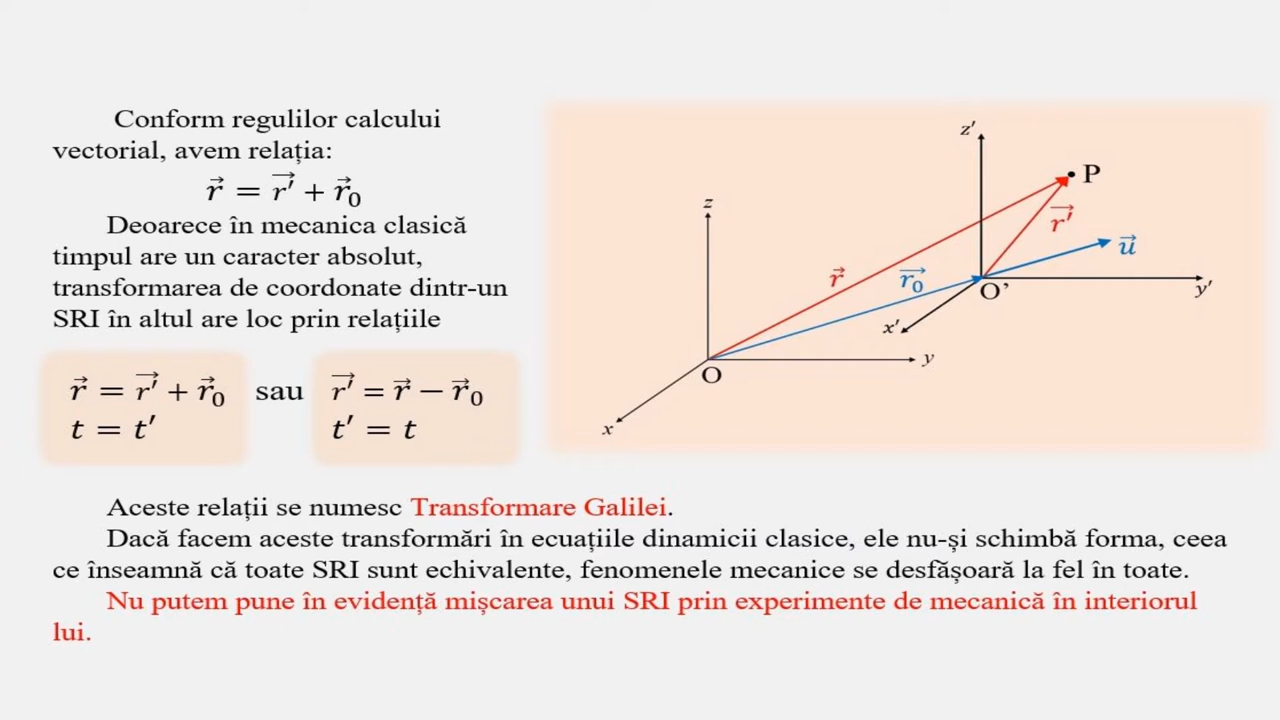 Conform regulilor calcului
vectorial, avem relația:
r⃗ = r′⃗ + r⃗₀
Deoarece în mecanica clasică
timpul are un caracter absolut,
transformarea de coordonate dintr-un
SRI în altul are loc prin relațiile
r⃗ = r′⃗ + r⃗₀ sau r′⃗ = r⃗ − r⃗₀
t = t′ t′ = t
z′
P
z
r′⃗
u⃗
r⃗
r₀⃗
O’
y′
x′
y
O
x
Aceste relații se numesc Transformare Galilei.
Dacă facem aceste transformări în ecuațiile dinamicii clasice, ele nu-și schimbă forma, ceea
ce înseamnă că toate SRI sunt echivalente, fenomenele mecanice se desfășoară la fel în toate.
Nu putem pune în evidență mișcarea unui SRI prin experimente de mecanică în interiorul
lui.